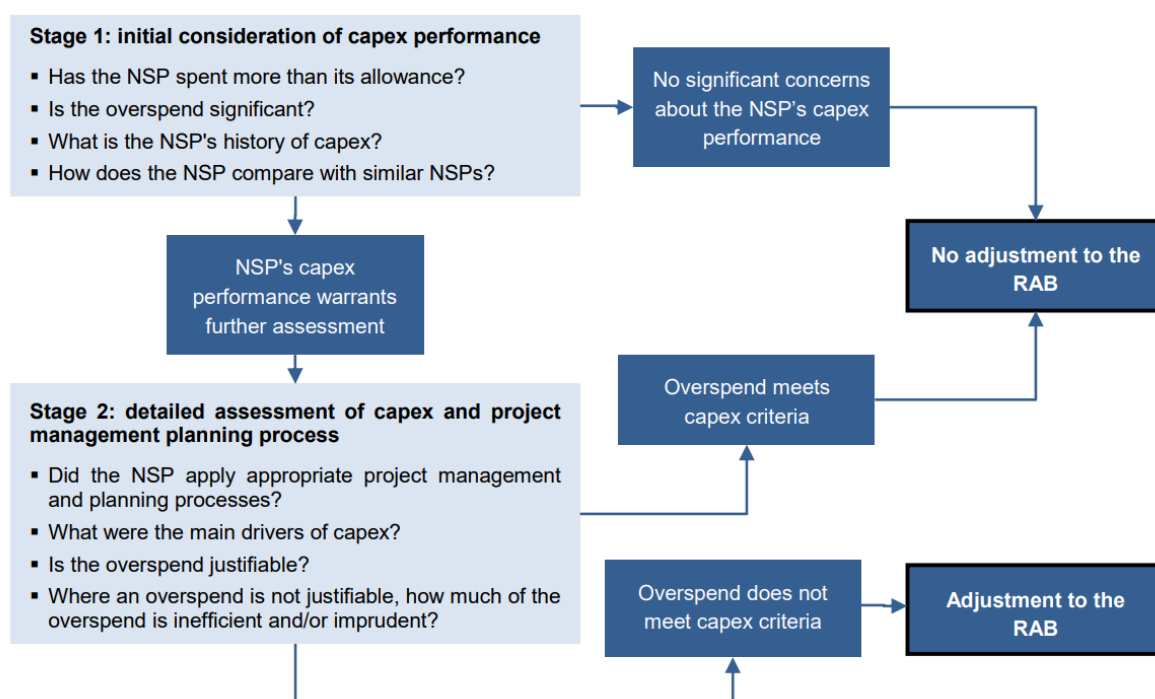 Stage 1: initial consideration of capex performance
▪ Has the NSP spent more than its allowance?
▪ Is the overspend significant?
▪ What is the NSP's history of capex?
▪ How does the NSP compare with similar NSPs?
No significant concerns
about the NSP’s capex
performance
NSP's capex
performance warrants
further assessment
No adjustment to the
RAB
Stage 2: detailed assessment of capex and project
management planning process
▪ Did the NSP apply appropriate project management
and planning processes?
▪ What were the main drivers of capex?
▪ Is the overspend justifiable?
▪ Where an overspend is not justifiable, how much of the
overspend is inefficient and/or imprudent?
Overspend meets
capex criteria
Overspend does not
meet capex criteria
Adjustment to the
RAB